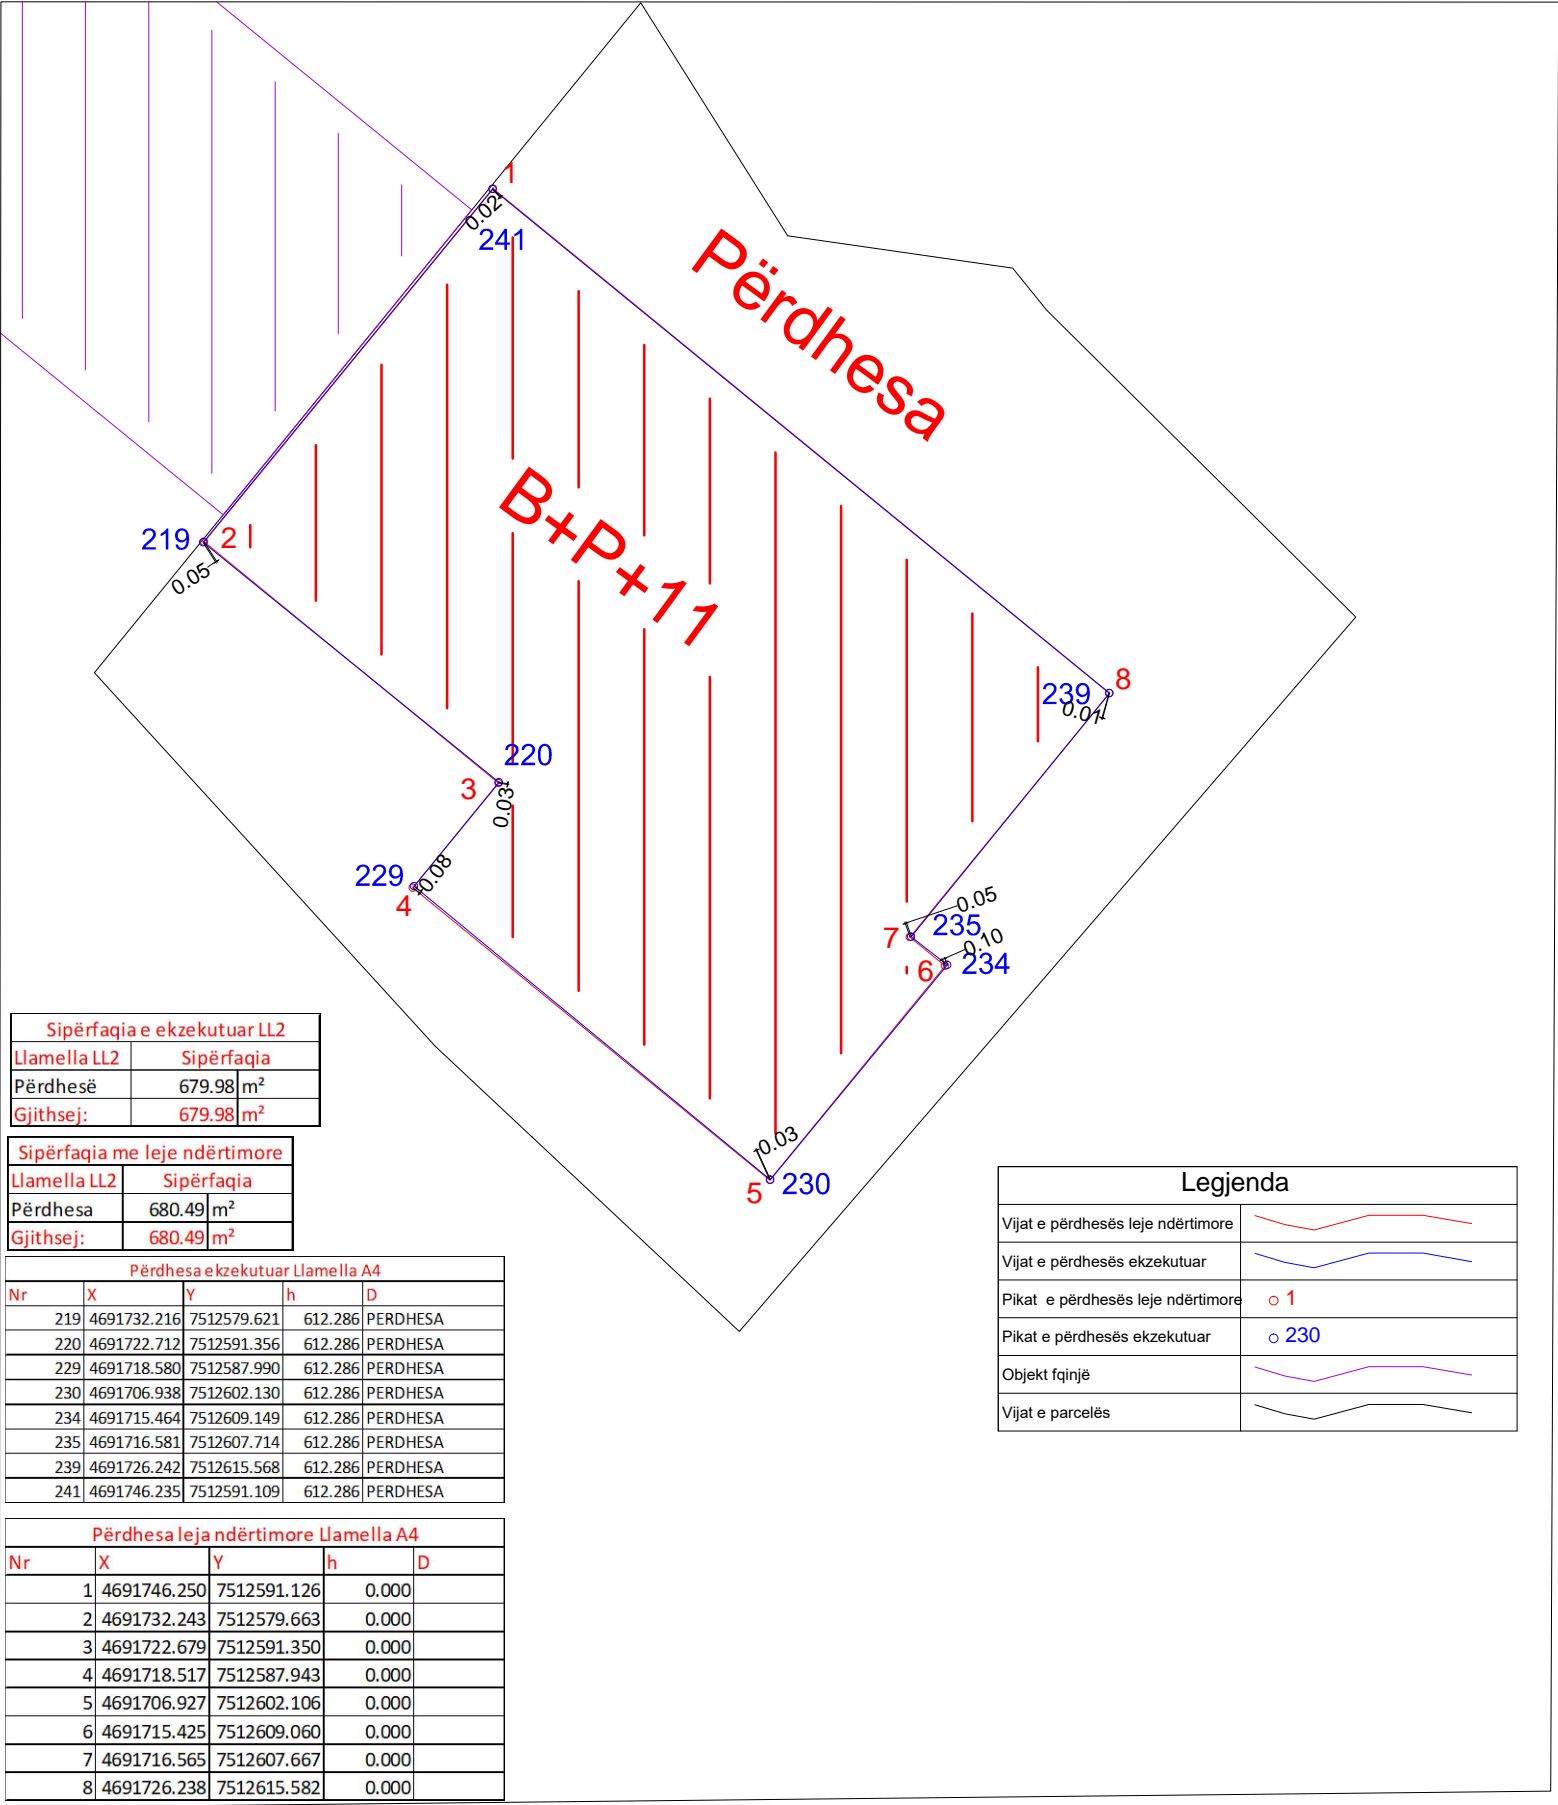 1
0.02
241
Përdhesa
B+P+11
219
2
0.05
8
239
0.01
220
3
0.03
229
0.08
4
0.05
7
235
0.10
6
234
0.03
5
230
Sipërfaqia e ekzekutuar LL2
Llamella LL2 Sipërfaqia
Përdhesë 679.98 m²
Gjithsej: 679.98 m²
Sipërfaqia me leje ndërtimore
Llamella LL2 Sipërfaqia
Përdhesa 680.49 m²
Gjithsej: 680.49 m²
Përdhesa ekzekutuar Llamella A4
Nr X Y h D
219 4691732.216 7512579.621 612.286 PERDHESA
220 4691722.712 7512591.356 612.286 PERDHESA
229 4691718.580 7512587.990 612.286 PERDHESA
230 4691706.938 7512602.130 612.286 PERDHESA
234 4691715.464 7512609.149 612.286 PERDHESA
235 4691716.581 7512607.714 612.286 PERDHESA
239 4691726.242 7512615.568 612.286 PERDHESA
241 4691746.235 7512591.109 612.286 PERDHESA
Përdhesa leja ndërtimore Llamella A4
Nr X Y h D
1 4691746.250 7512591.126 0.000
2 4691732.243 7512579.663 0.000
3 4691722.679 7512591.350 0.000
4 4691718.517 7512587.943 0.000
5 4691706.927 7512602.106 0.000
6 4691715.425 7512609.060 0.000
7 4691716.565 7512607.667 0.000
8 4691726.238 7512615.582 0.000
Legjenda
Vijat e përdhesës leje ndërtimore
Vijat e përdhesës ekzekutuar
Pikat e përdhesës leje ndërtimore 1
Pikat e përdhesës ekzekutuar 230
Objekt fqinjë
Vijat e parcelës